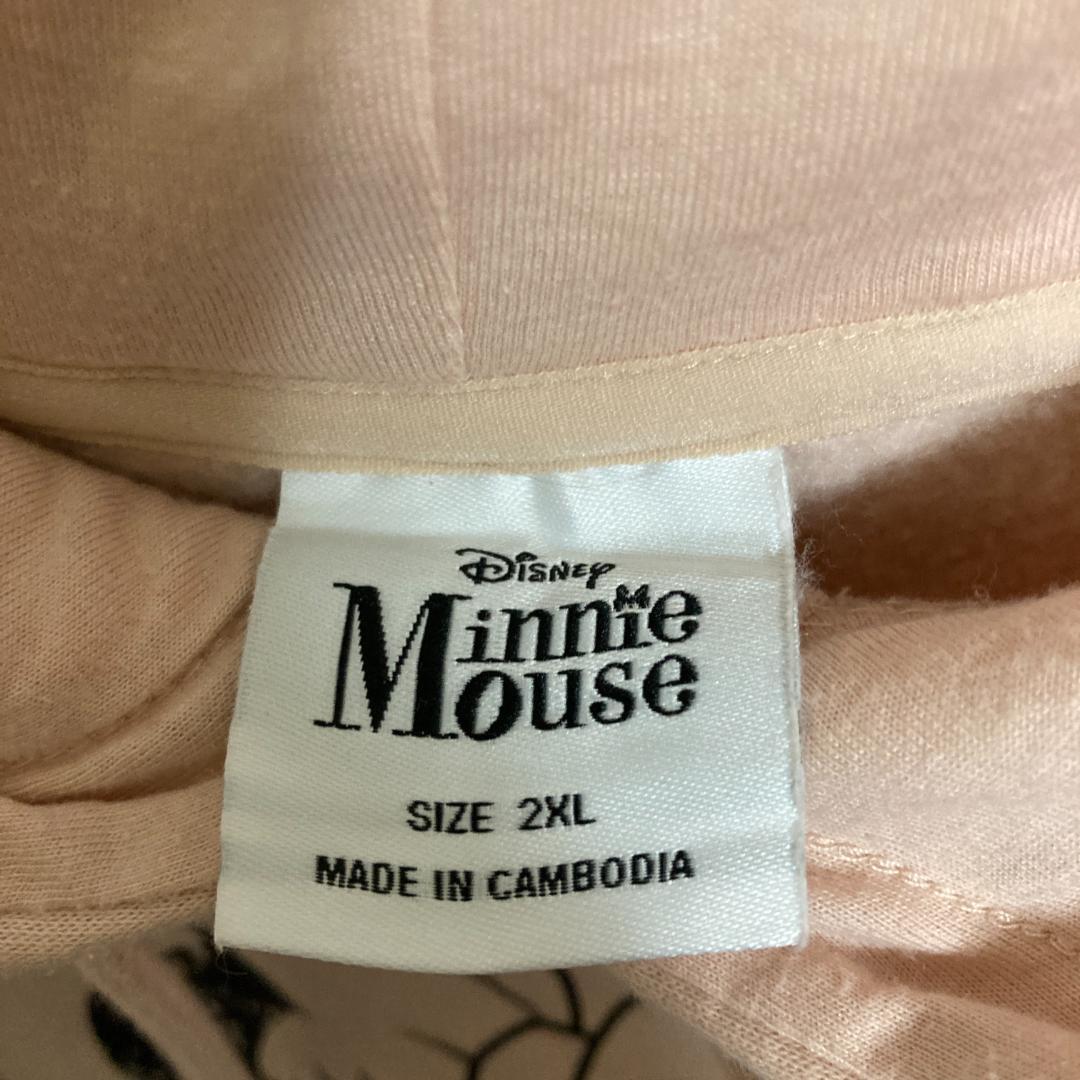 Disney
Minnie
Mouse
SIZE 2XL
MADE IN CAMBODIA